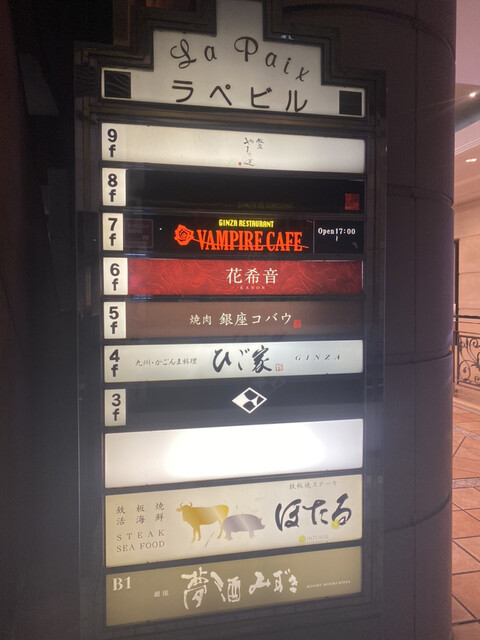 La Paix
ラペビル
9f
8f
7f
GINZA RESTAURANT
VAMPIRE CAFE
Open 17:00
6f
花希音
KANON
5f
焼肉 銀座コバウ
4f
九州・かごんま料理 ひご家 GINZA
3f
鉄板焼ステーキ
鉄板焼
活海鮮
STEAK
SEA FOOD
ほたる
B1
銀座 夢酒みずき